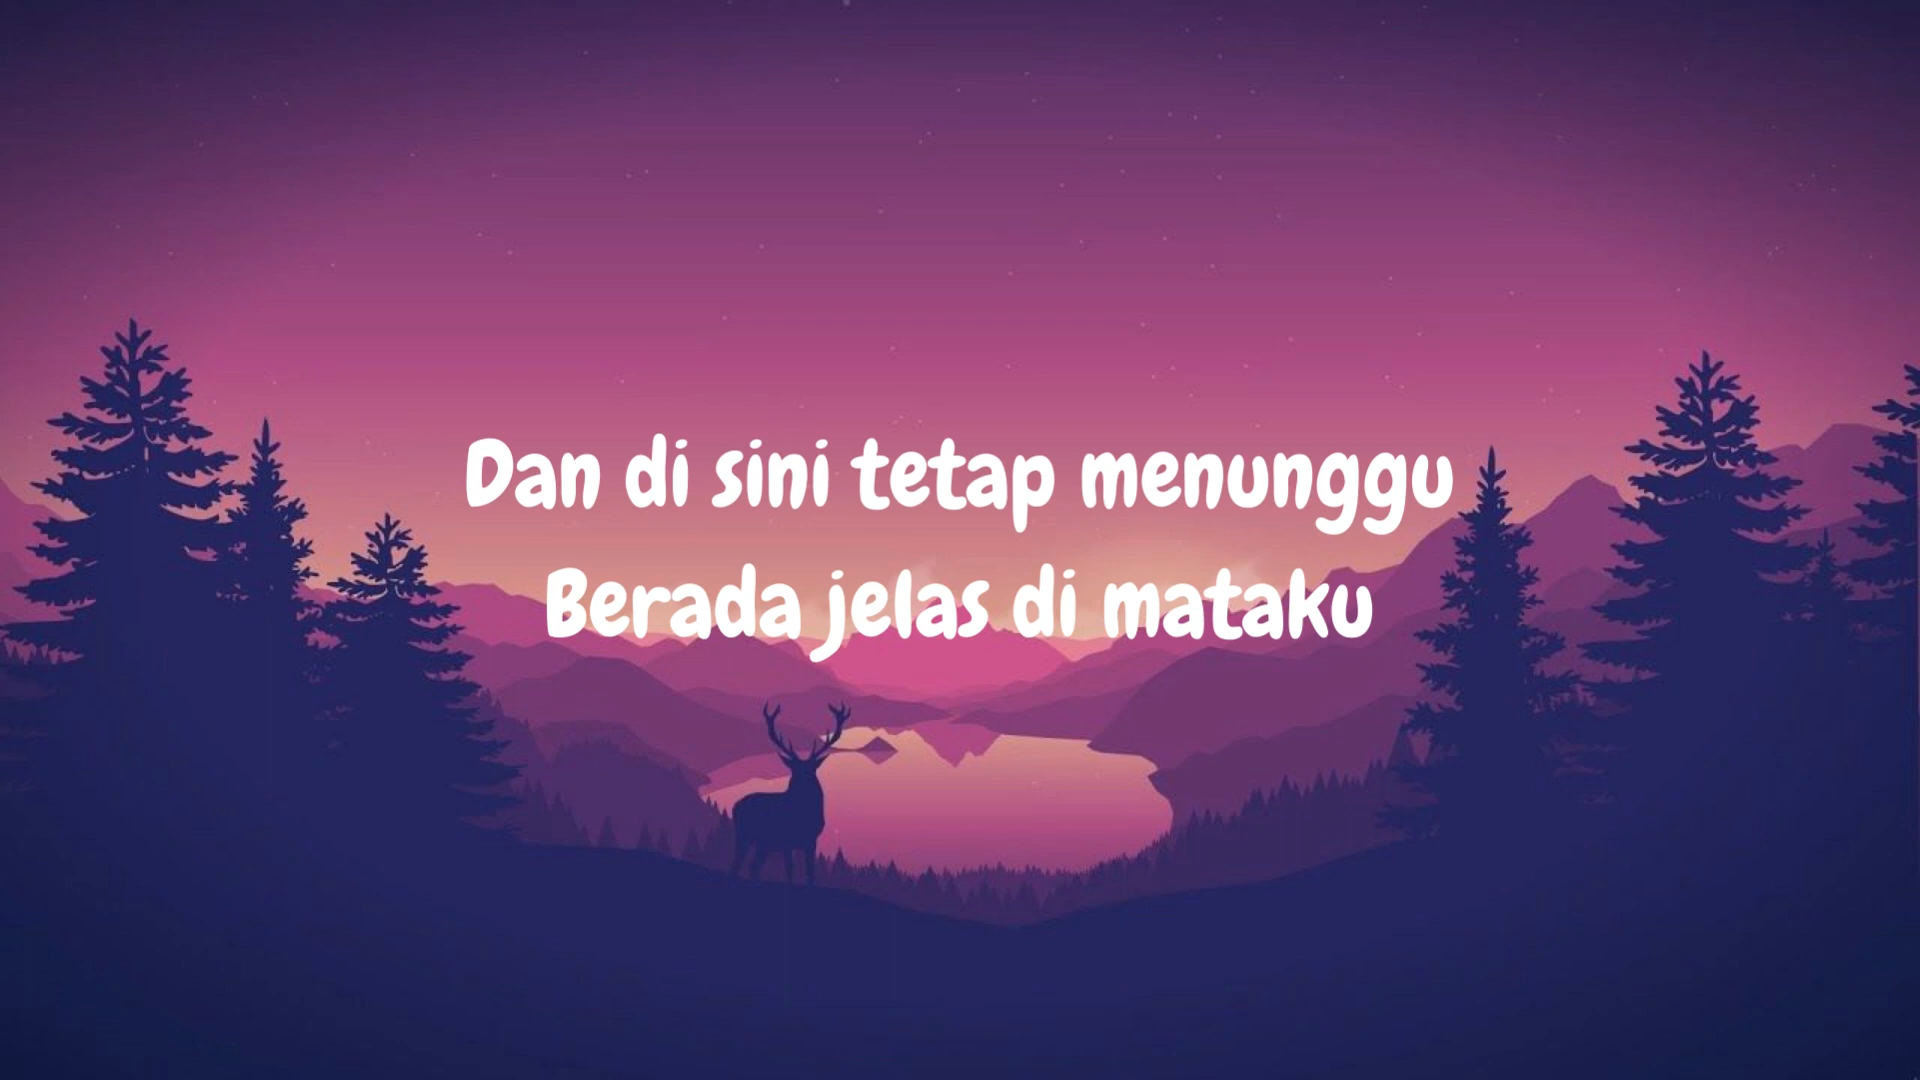 Dan di sini tetap menunggu
Berada jelas di mataku